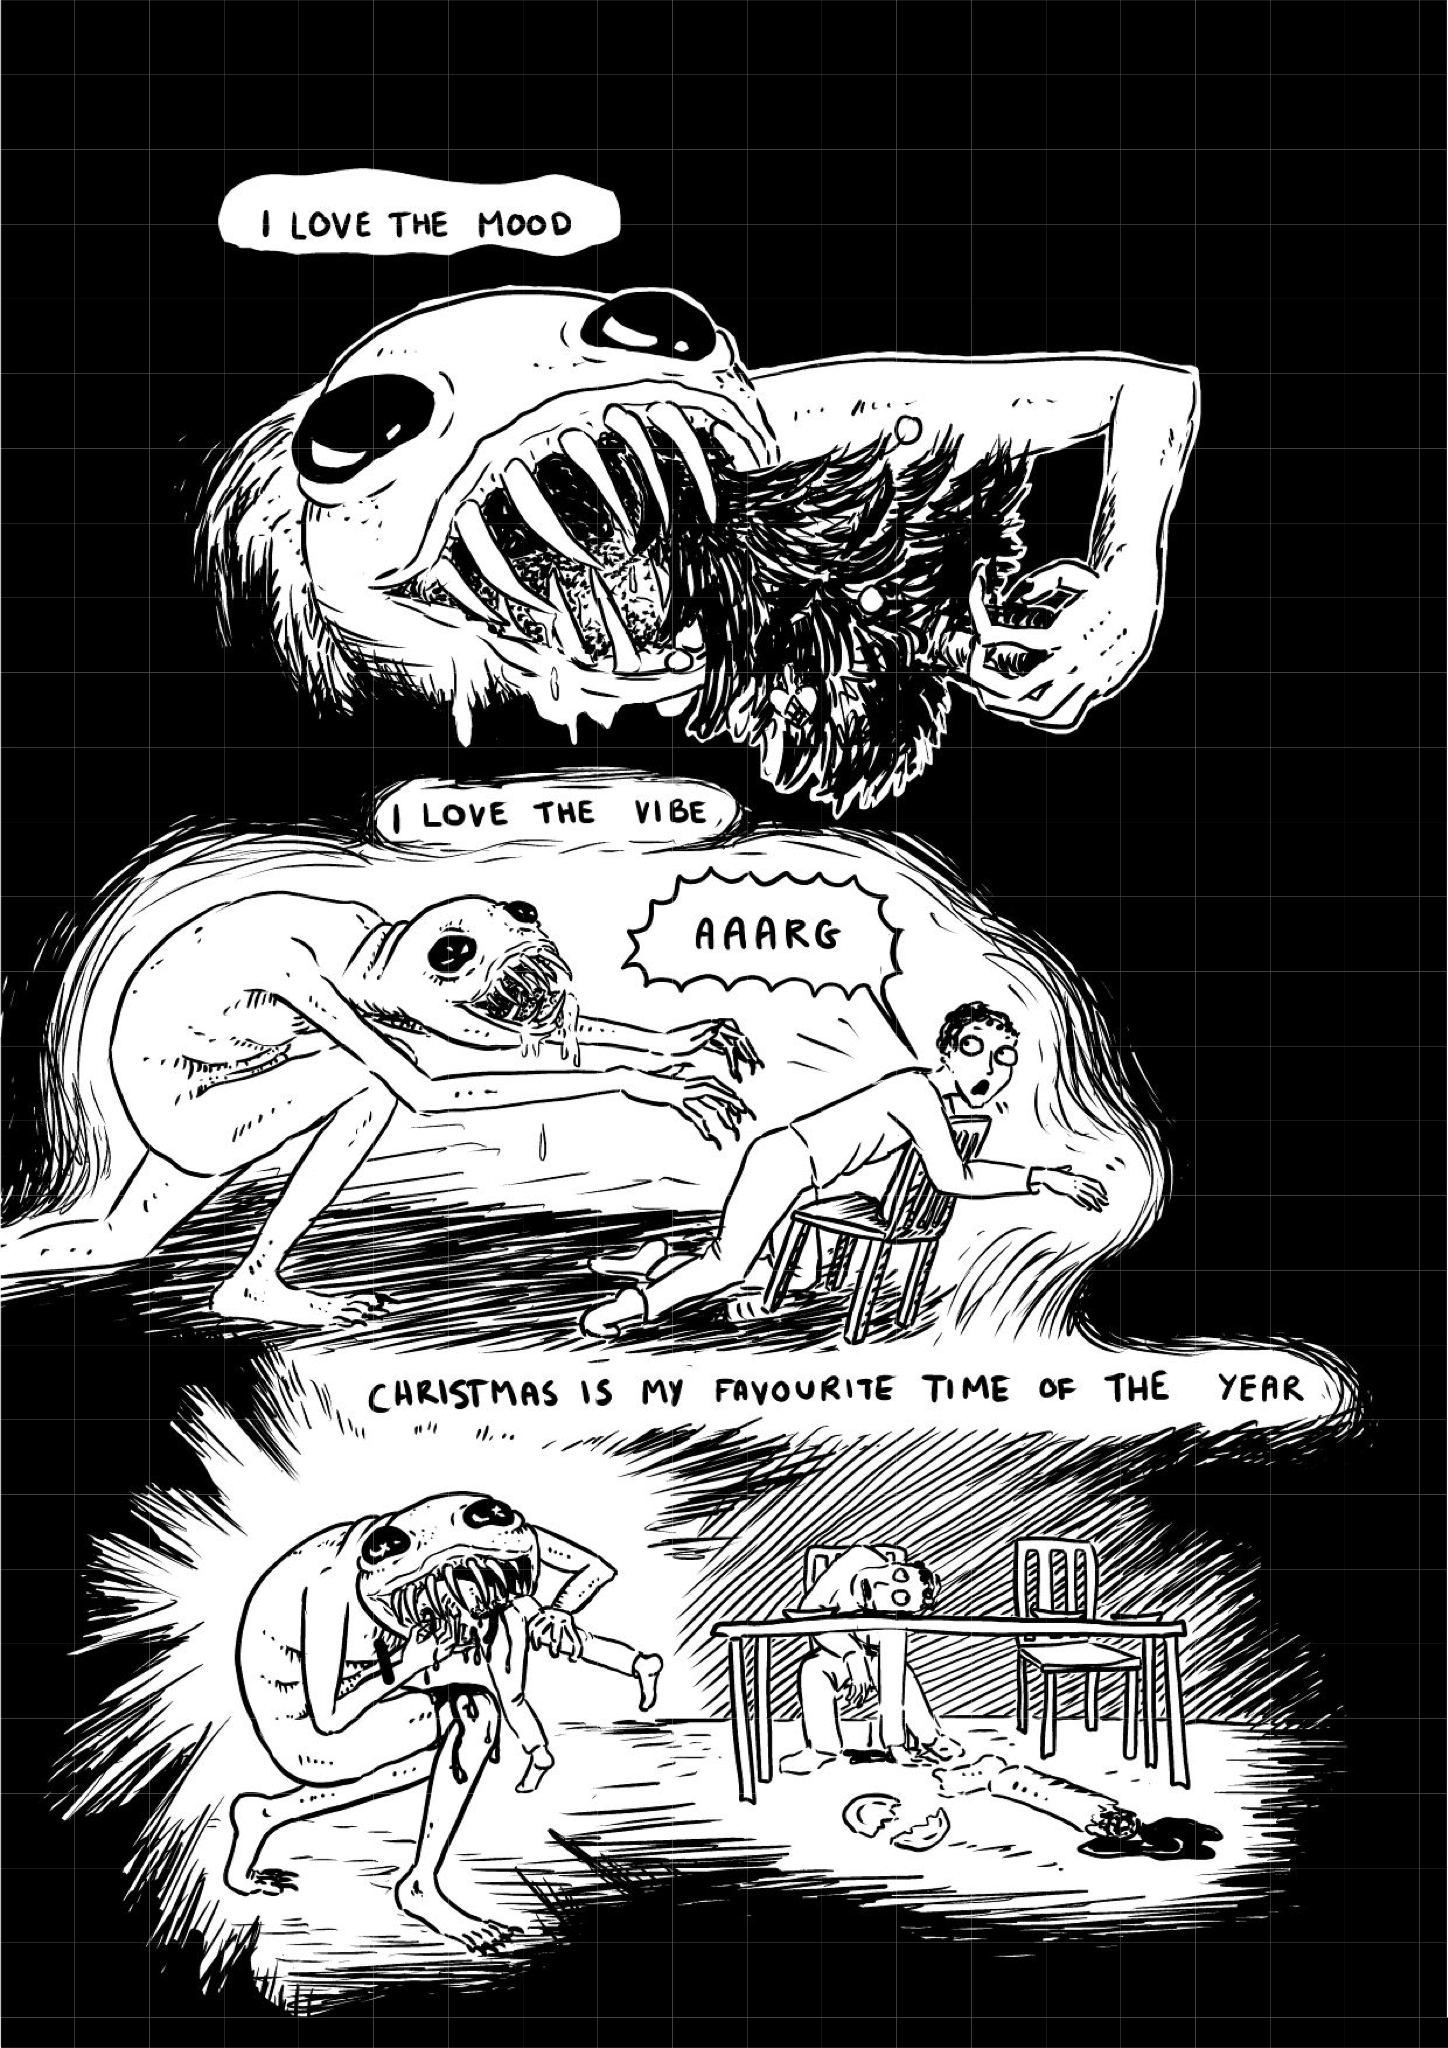 I LOVE THE MOOD
I LOVE THE VIBE
AAARG
CHRISTMAS IS MY FAVOURITE TIME OF THE YEAR